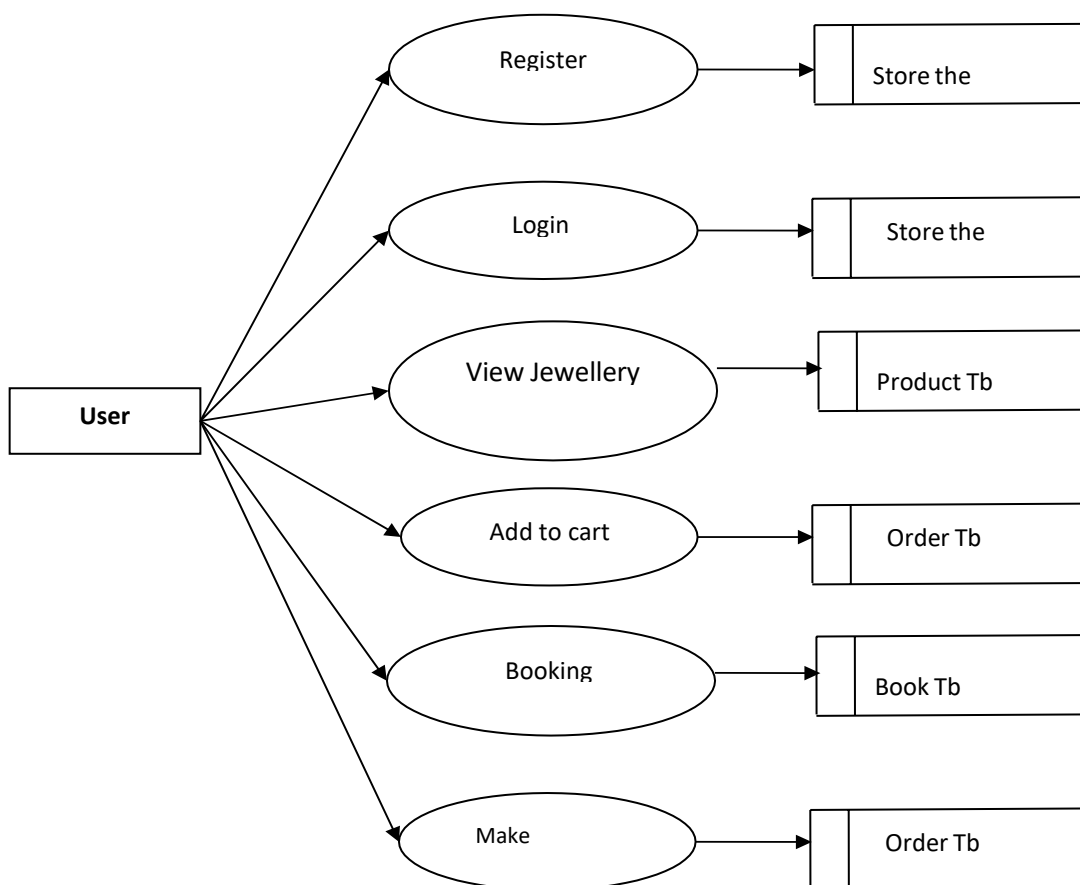 Register
Store the
Login
Store the
View Jewellery
Product Tb
User
Add to cart
Order Tb
Booking
Book Tb
Make
Order Tb